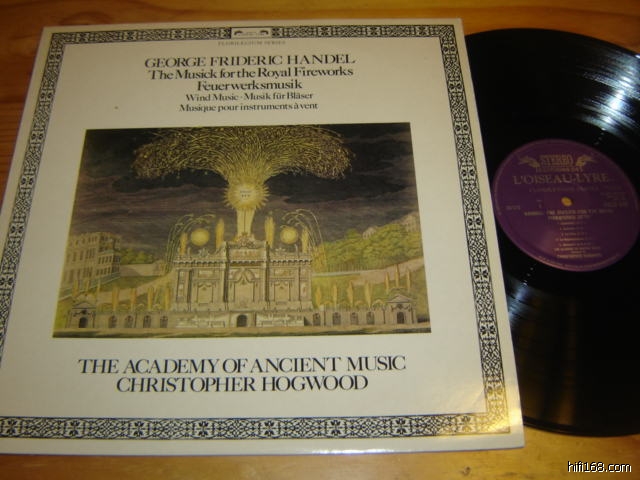 FLORILEGIUM SERIES
GEORGE FRIDERIC HANDEL
The Musick for the Royal Fireworks
Feuerwerksmusik
Wind Music · Musik für Bläser
Musique pour instruments à vent
THE ACADEMY OF ANCIENT MUSIC
CHRISTOPHER HOGWOOD
STEREO
L'OISEAU-LYRE
hifi168.com